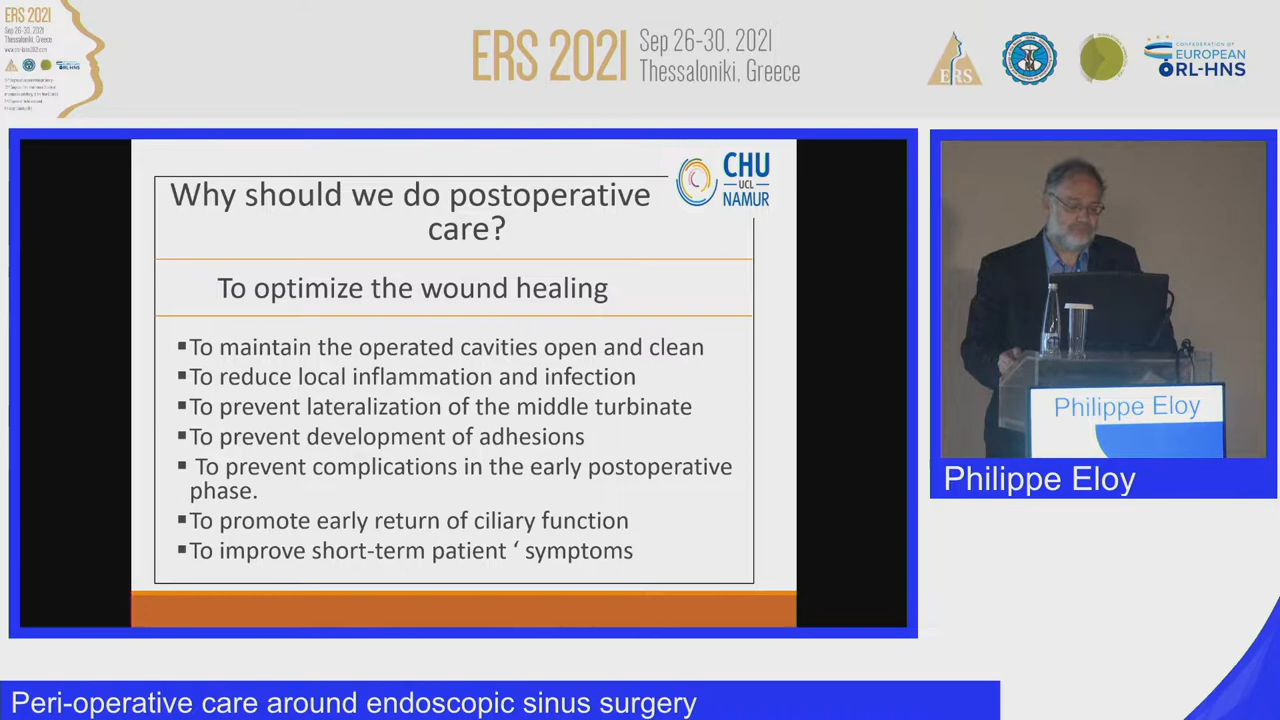 ERS 2021
Sep 26-30, 2021
Thessaloniki, Greece
ERS 2021
Sep 26-30, 2021
Thessaloniki, Greece
ERS
CONFEDERATION OF
EUROPEAN
ORL-HNS
CHU
UCL
NAMUR
Why should we do postoperative
care?
To optimize the wound healing
▪To maintain the operated cavities open and clean
▪To reduce local inflammation and infection
▪To prevent lateralization of the middle turbinate
▪To prevent development of adhesions
▪ To prevent complications in the early postoperative
phase.
▪To promote early return of ciliary function
▪To improve short-term patient ‘ symptoms
Philippe Eloy
Philippe Eloy
Peri-operative care around endoscopic sinus surgery